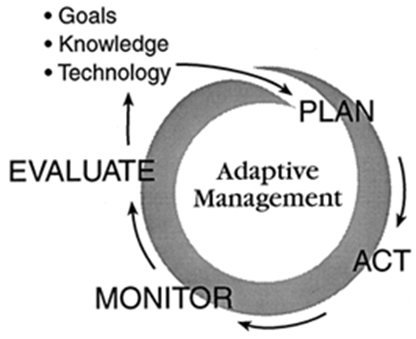 • Goals
• Knowledge
• Technology
PLAN
EVALUATE
Adaptive
Management
ACT
MONITOR